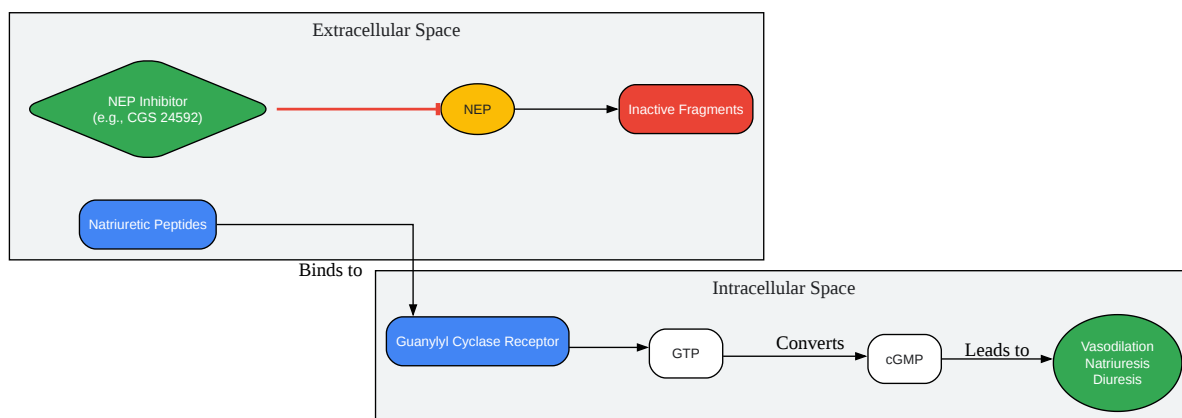 Extracellular Space
NEP Inhibitor
(e.g., CGS 24592)
NEP
Inactive Fragments
Natriuretic Peptides
Binds to
Intracellular Space
Guanylyl Cyclase Receptor
GTP
Converts
cGMP
Leads to
Vasodilation
Natriuresis
Diuresis